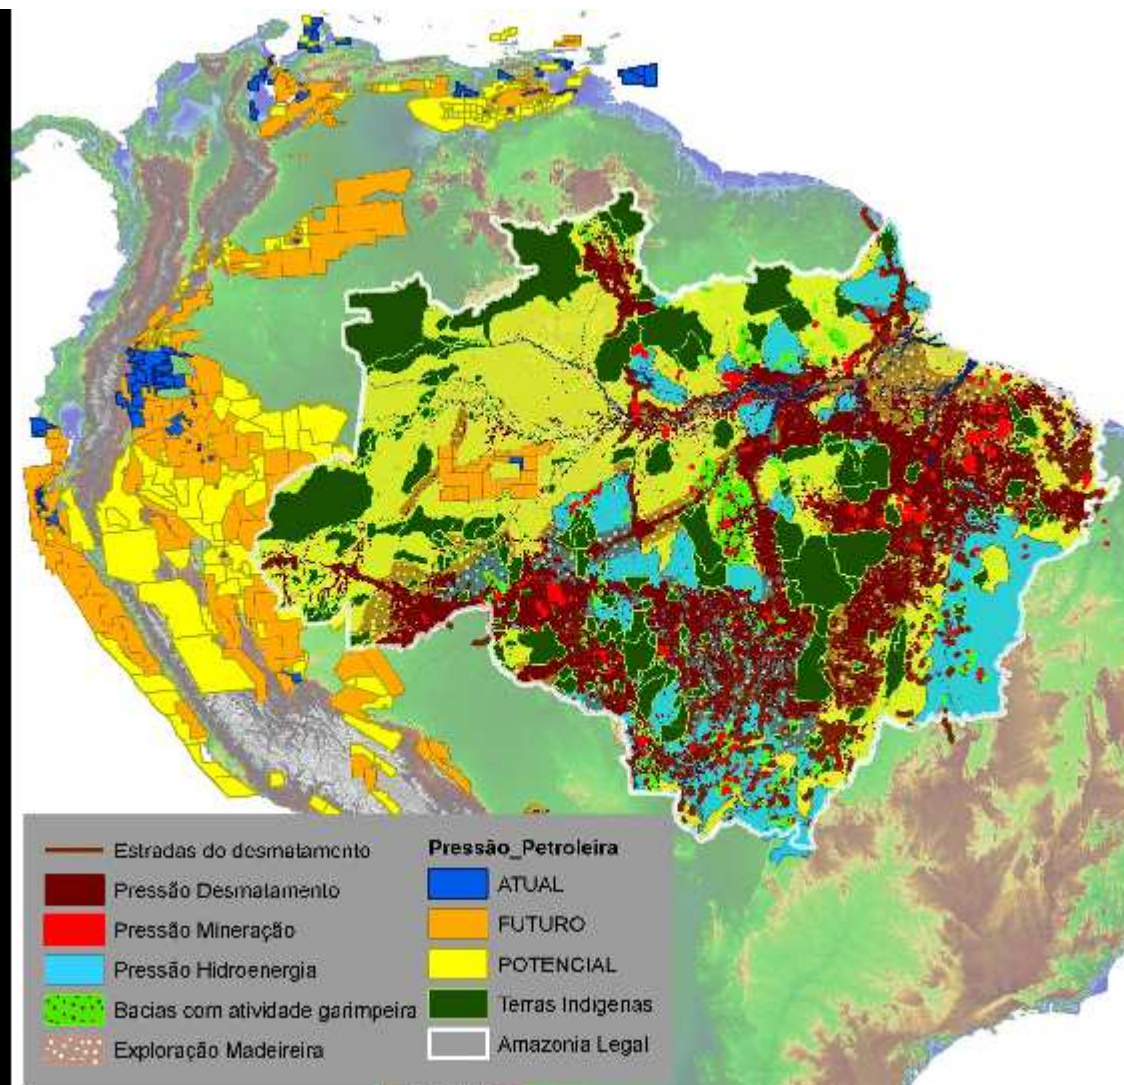 Estradas do desmatamento
Pressão Desmatamento
Pressão Mineração
Pressão Hidroenergia
Bacias com atividade garimpeira
Exploração Madeireira
Pressão_Petroleira
ATUAL
FUTURO
POTENCIAL
Terras Indigenas
Amazonia Legal